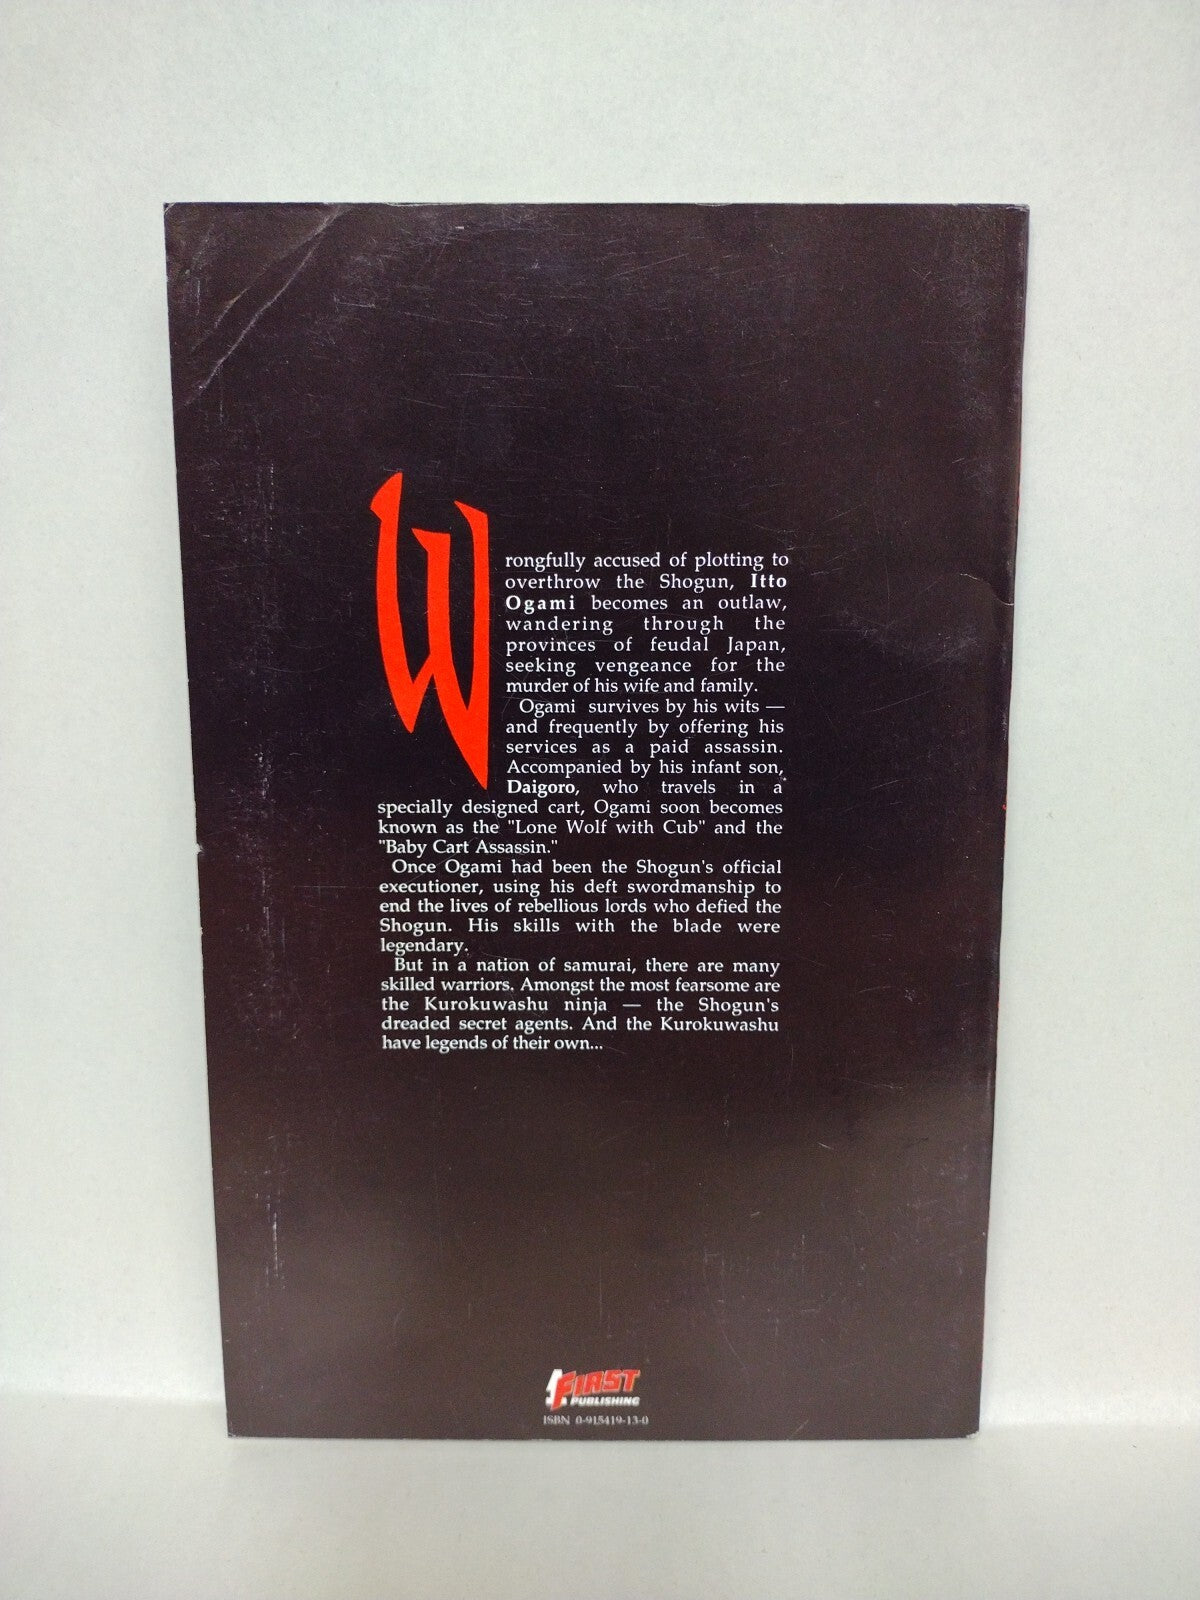 Wrongfully accused of plotting to
overthrow the Shogun, Itto
Ogami becomes an outlaw,
wandering through the
provinces of feudal Japan,
seeking vengeance for the
murder of his wife and family.
Ogami survives by his wits —
and frequently by offering his
services as a paid assassin.
Accompanied by his infant son,
Daigoro, who travels in a
specially designed cart, Ogami soon becomes
known as the "Lone Wolf with Cub" and the
"Baby Cart Assassin."
Once Ogami had been the Shogun's official
executioner, using his deft swordmanship to
end the lives of rebellious lords who defied the
Shogun. His skills with the blade were
legendary.
But in a nation of samurai, there are many
skilled warriors. Amongst the most fearsome are
the Kurokuwashu ninja — the Shogun's
dreaded secret agents. And the Kurokuwashu
have legends of their own...
1 FIRST
PUBLISHING
ISBN 0-915419-13-0